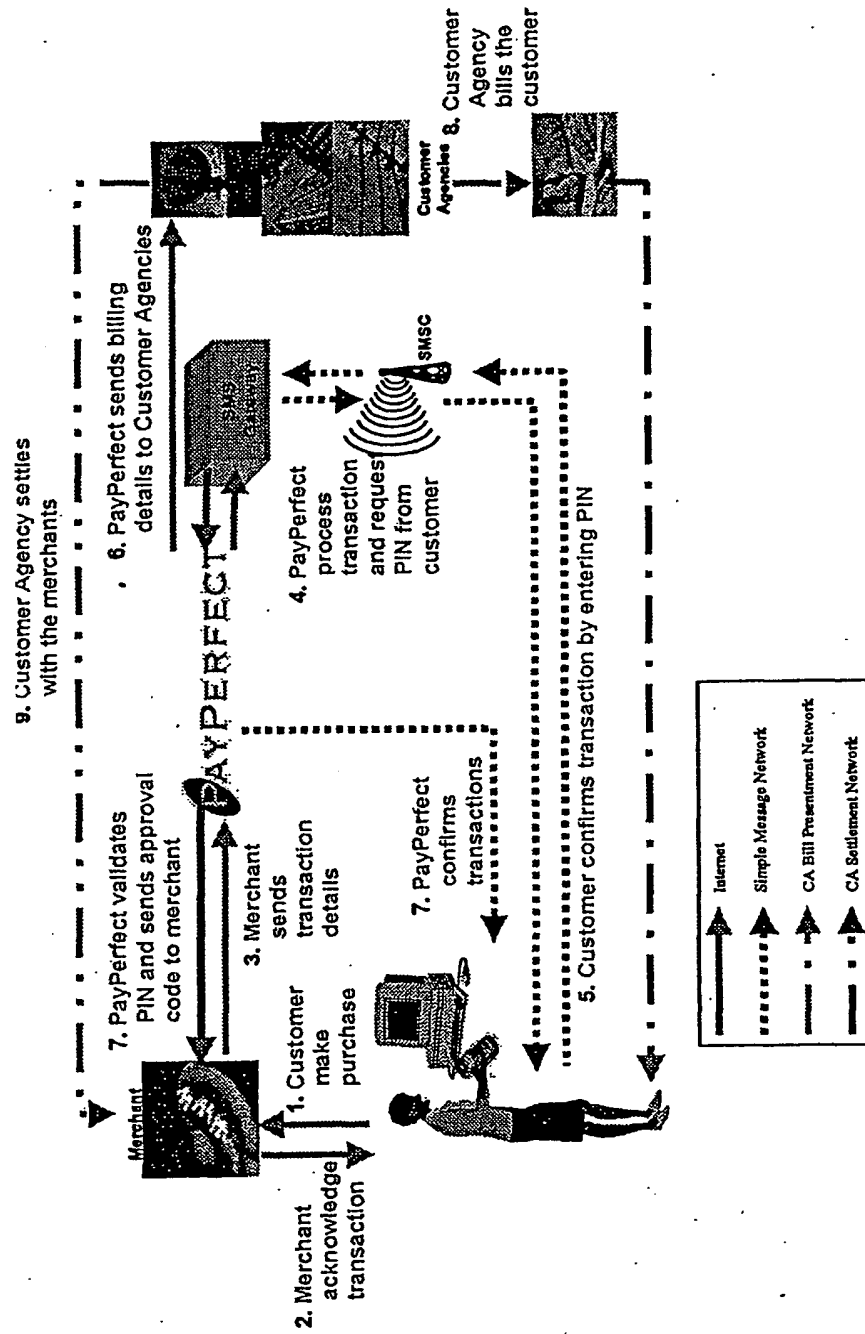 9. Customer Agency settles
with the merchants
7. PayPerfect validates
PIN and sends approval
code to merchant
6. PayPerfect sends billing
details to Customer Agencies
Merchant
PAYPERFECT
SMS
Gateway
3. Merchant
sends
transaction
details
1. Customer
make
purchase
2. Merchant
acknowledge
transaction
4. PayPerfect
process
transaction
and reques
PIN from
customer
SMSC
Customer
Agencies
8. Customer
Agency
bills the
customer
7. PayPerfect
confirms
transactions
5. Customer confirms transaction by entering PIN
Internet
Simple Message Network
CA Bill Presentment Network
CA Settlement Network